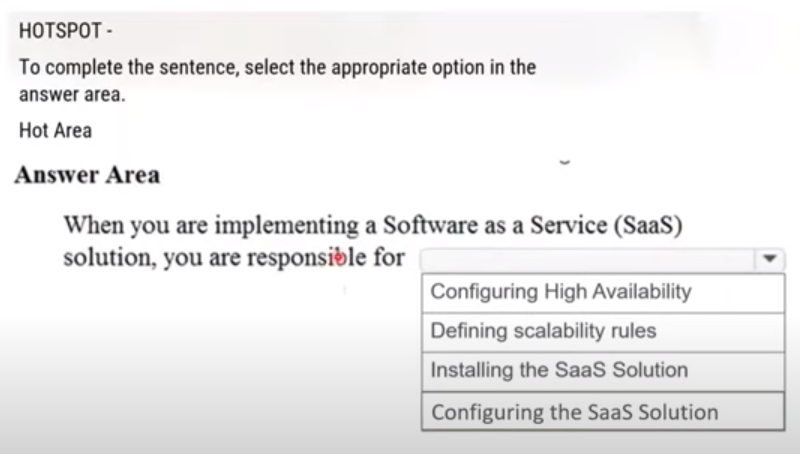 HOTSPOT -
To complete the sentence, select the appropriate option in the
answer area.
Hot Area
Answer Area
When you are implementing a Software as a Service (SaaS)
solution, you are responsible for
Configuring High Availability
Defining scalability rules
Installing the SaaS Solution
Configuring the SaaS Solution